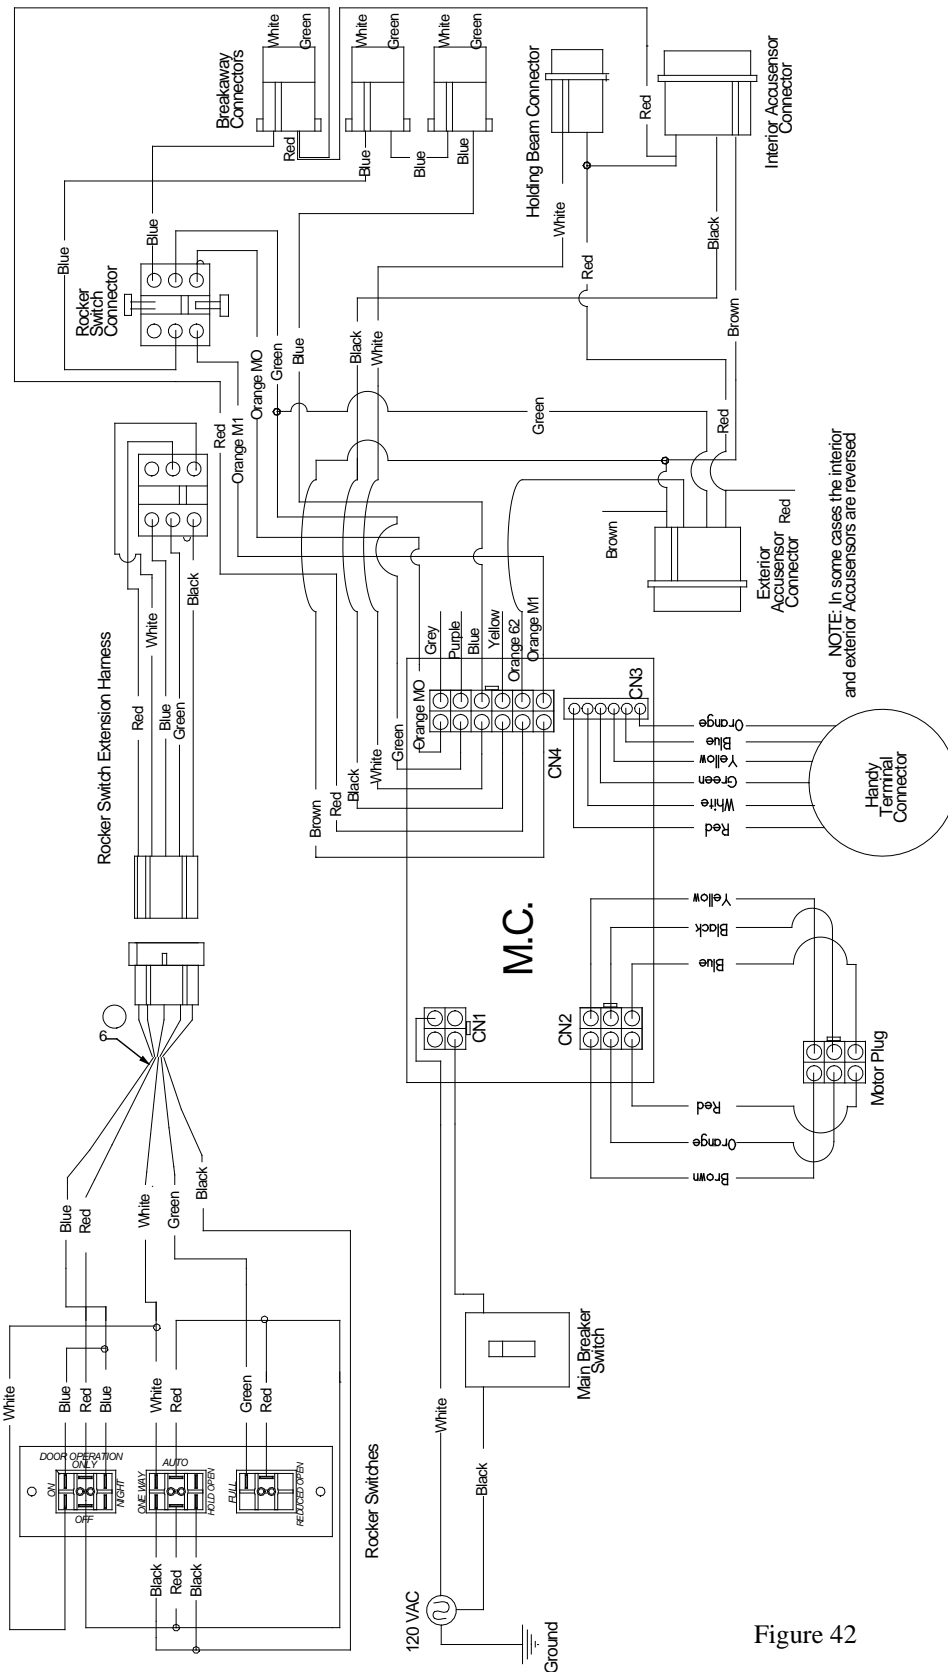 White
Green
White
Green
White
Green
Breakaway
Connectors
Red
Blue
Blue
Blue
Blue
Blue
Rocker
Switch
Connector
Holding Beam Connector
White
Red
Red
Interior Accusensor
Connector
Black
Brown
Orange MO
Green
Blue
Black
White
Red
Orange M1
Green
Red
Brown
Red
Exterior
Accusensor
Connector
NOTE: In some cases the interior
and exterior Accusensors are reversed
Rocker Switch Extension Harness
Red
White
Blue
Green
Black
Brown
Red
Black
White
Green
Orange MO
Grey
Purple
Blue
Yellow
Orange 62
Orange M1
CN4
CN3
Orange
Blue
Yellow
Green
White
Red
Handy
Terminal
Connector
M.C.
CN1
CN2
Yellow
Black
Blue
Red
Orange
Brown
Motor Plug
6
Blue
Red
White
Green
Black
White
Blue
Red
Blue
White
Red
Green
Red
DOOR OPERATION
ONLY
ON
OFF
NIGHT
AUTO
ONE WAY
HOLD OPEN
FULL
REDUCED OPEN
Black
Red
Black
Rocker Switches
White
Black
Main Breaker
Switch
120 VAC
Ground
Figure 42